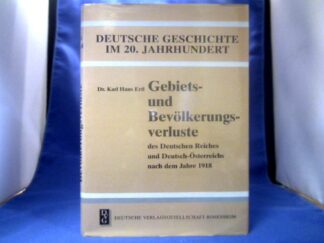 DEUTSCHE GESCHICHTE
IM 20. JAHRHUNDERT
Dr. Karl Hans Ertl
Gebiets-
und
Bevölkerungs-
verluste
des Deutschen Reiches
und Deutsch-Österreichs
nach dem Jahre 1918
DVG
DEUTSCHE VERLAGSGESELLSCHAFT ROSENHEIM